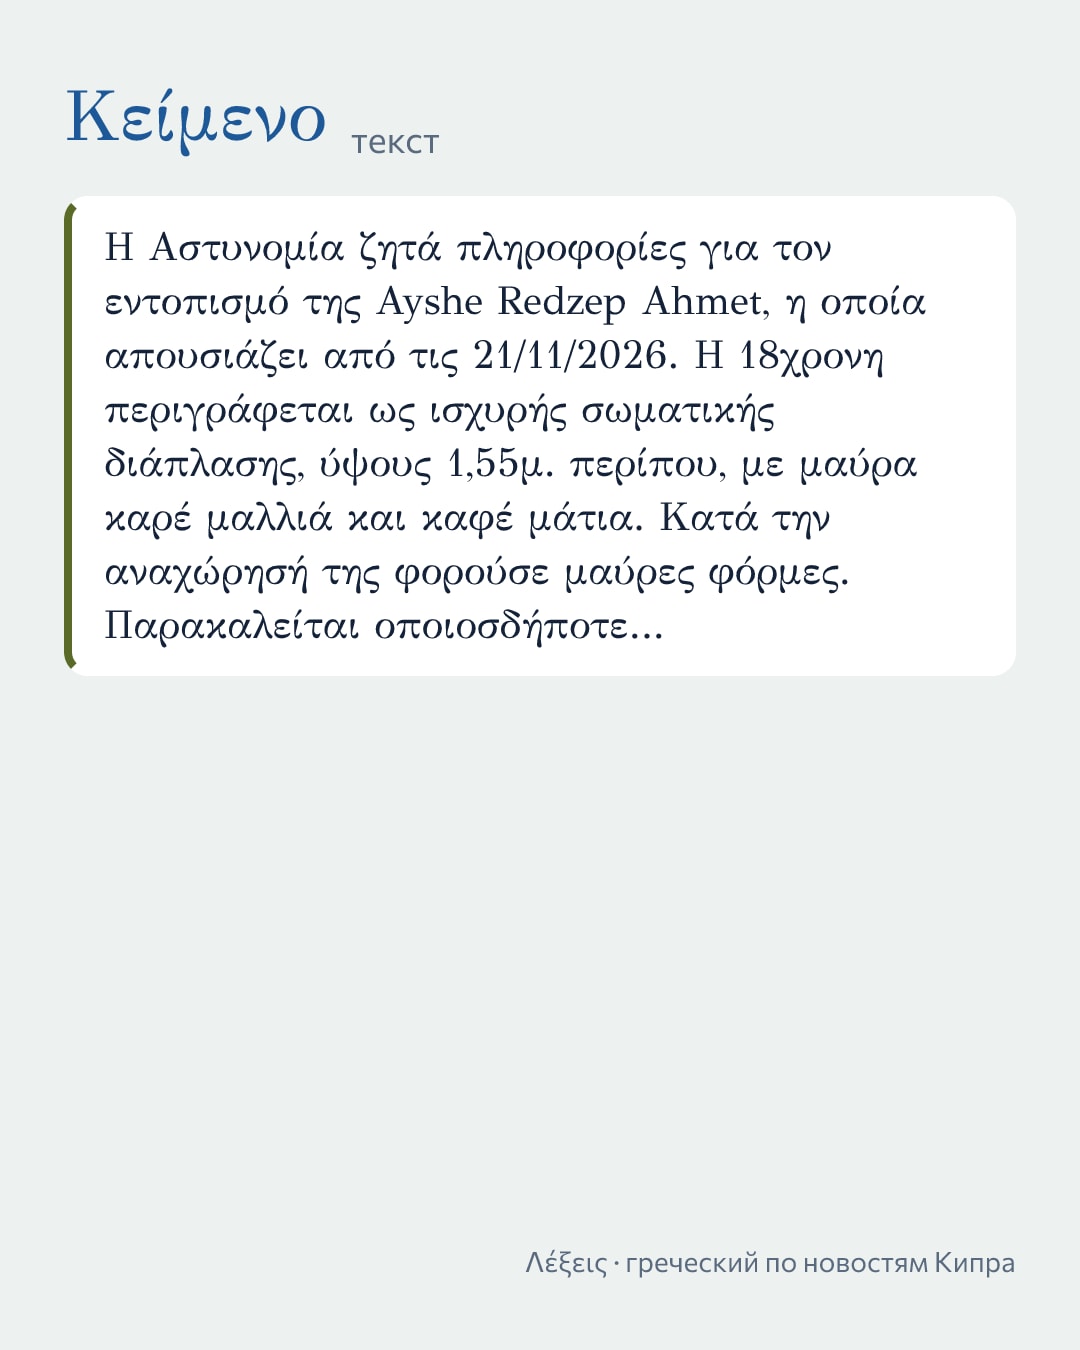 Κείμενο текст
Η Αστυνομία ζητά πληροφορίες για τον
εντοπισμό της Ayshe Redzep Ahmet, η οποία
απουσιάζει από τις 21/11/2026. Η 18χρονη
περιγράφεται ως ισχυρής σωματικής
διάπλασης, ύψους 1,55μ. περίπου, με μαύρα
καρέ μαλλιά και καφέ μάτια. Κατά την
αναχώρησή της φορούσε μαύρες φόρμες.
Παρακαλείται οποιοσδήποτε...
Λέξεις · греческий по новостям Кипра